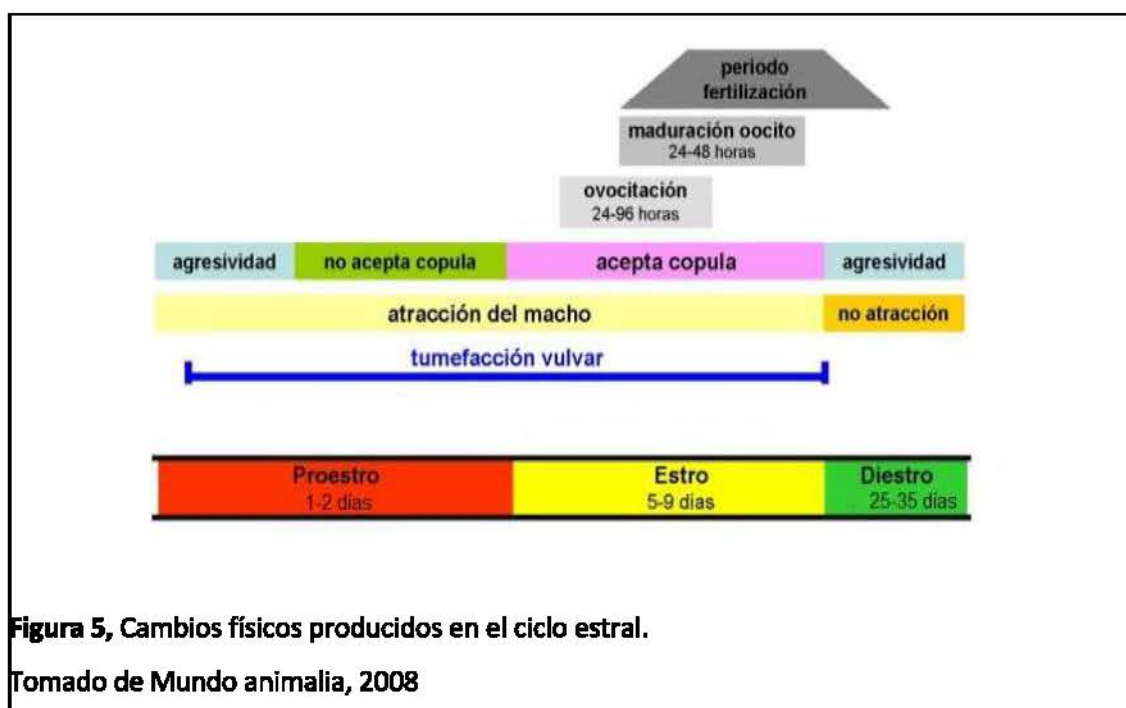 periodo
fertilización
maduración oocito
24-48 horas
ovocitación
24-96 horas
agresividad no acepta copula acepta copula agresividad
atracción del macho no atracción
tumefacción vulvar
Proestro Estro Diestro
1-2 dias 5-9 días 25-35 días
Figura 5, Cambios físicos producidos en el ciclo estral.
Tomado de Mundo animalia, 2008